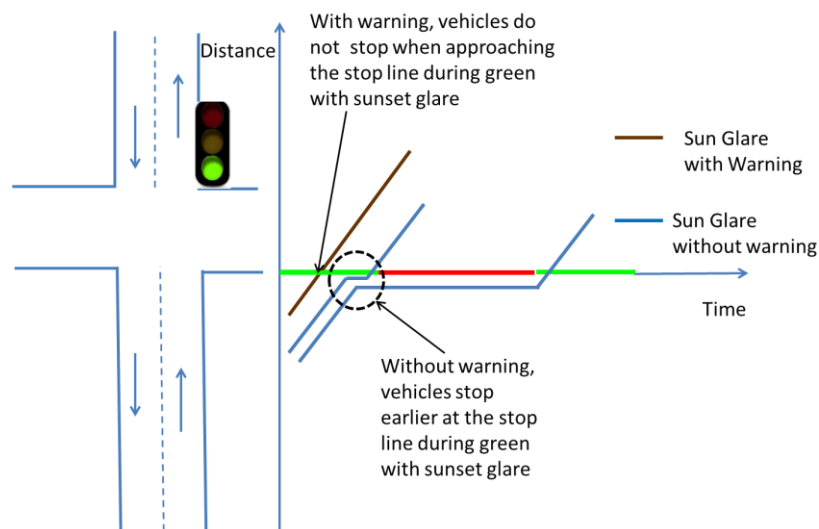 With warning, vehicles do
not stop when approaching
the stop line during green
with sunset glare
Distance
Sun Glare
with Warning
Sun Glare
without warning
Time
Without warning,
vehicles stop
earlier at the stop
line during green
with sunset glare